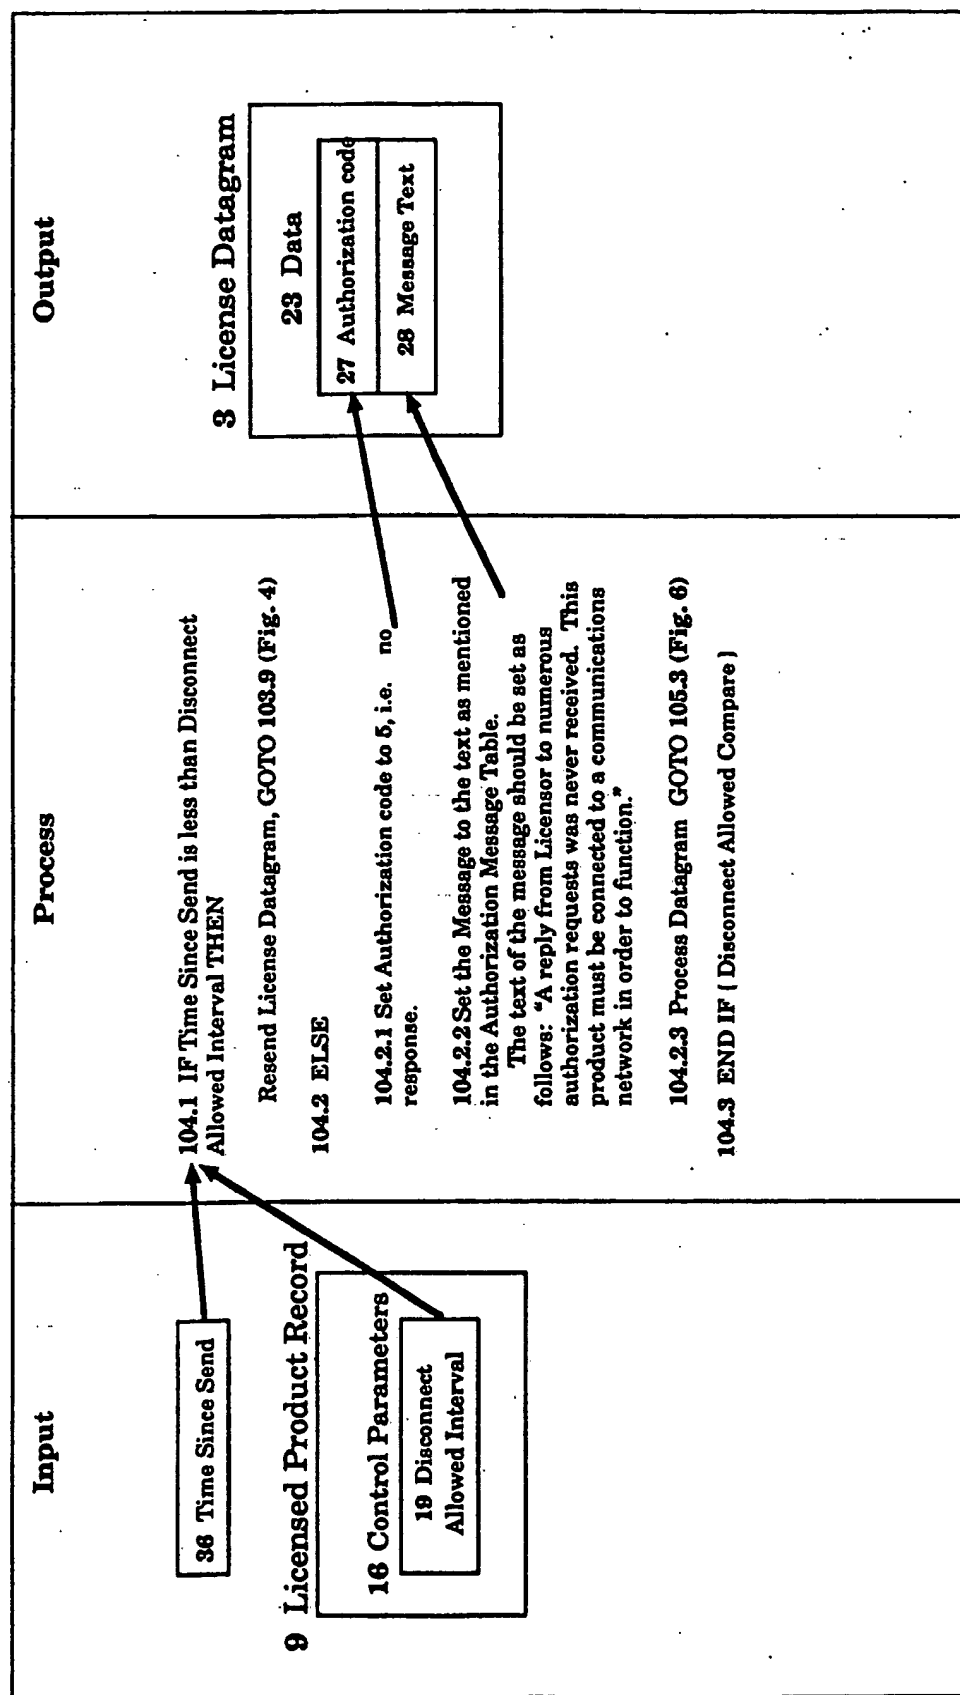 Input
36 Time Since Send
9 Licensed Product Record
16 Control Parameters
19 Disconnect
Allowed Interval
Process
104.1 IF Time Since Send is less than Disconnect
Allowed Interval THEN
Resend License Datagram, GOTO 103.9 (Fig. 4)
104.2 ELSE
104.2.1 Set Authorization code to 5, i.e. no
response.
104.2.2 Set the Message to the text as mentioned
in the Authorization Message Table.
The text of the message should be set as
follows: "A reply from Licensor to numerous
authorization requests was never received. This
product must be connected to a communications
network in order to function."
104.2.3 Process Datagram GOTO 105.3 (Fig. 6)
104.3 END IF { Disconnect Allowed Compare }
Output
3 License Datagram
23 Data
27 Authorization code
28 Message Text